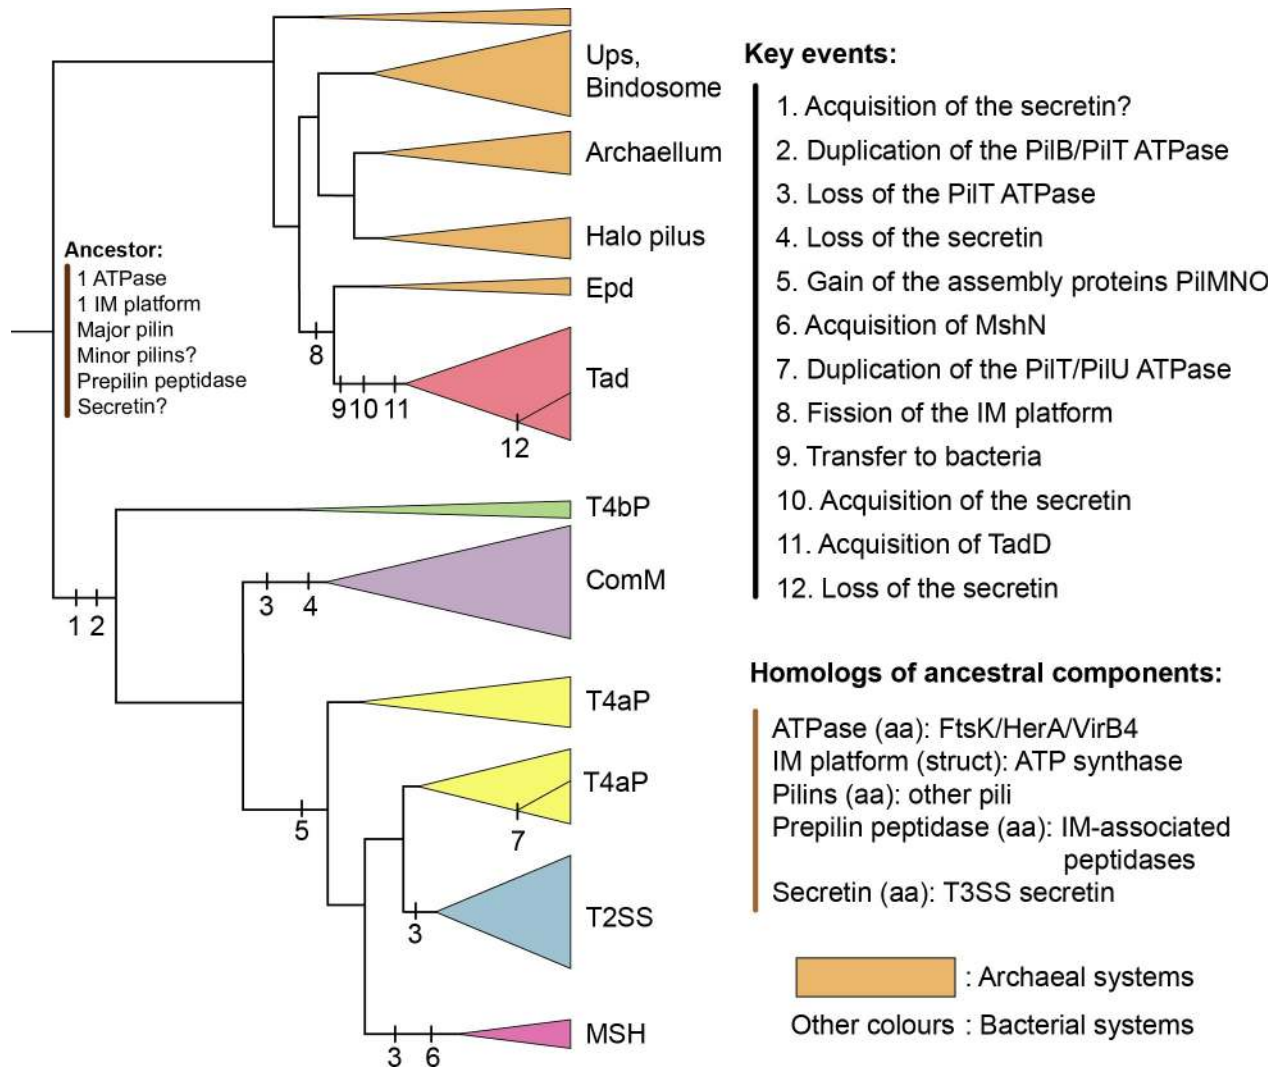 Ups,
Bindosome
Archaellum
Halo pilus
Epd
Tad
8
9
10
11
12
Ancestor:
1 ATPase
1 IM platform
Major pilin
Minor pilins?
Prepilin peptidase
Secretin?
T4bP
ComM
1
2
3
4
T4aP
T4aP
5
7
T2SS
3
MSH
3
6
Key events:
1. Acquisition of the secretin?
2. Duplication of the PilB/PilT ATPase
3. Loss of the PilT ATPase
4. Loss of the secretin
5. Gain of the assembly proteins PilMNO
6. Acquisition of MshN
7. Duplication of the PilT/PilU ATPase
8. Fission of the IM platform
9. Transfer to bacteria
10. Acquisition of the secretin
11. Acquisition of TadD
12. Loss of the secretin
Homologs of ancestral components:
ATPase (aa): FtsK/HerA/VirB4
IM platform (struct): ATP synthase
Pilins (aa): other pili
Prepilin peptidase (aa): IM-associated
peptidases
Secretin (aa): T3SS secretin
: Archaeal systems
Other colours : Bacterial systems